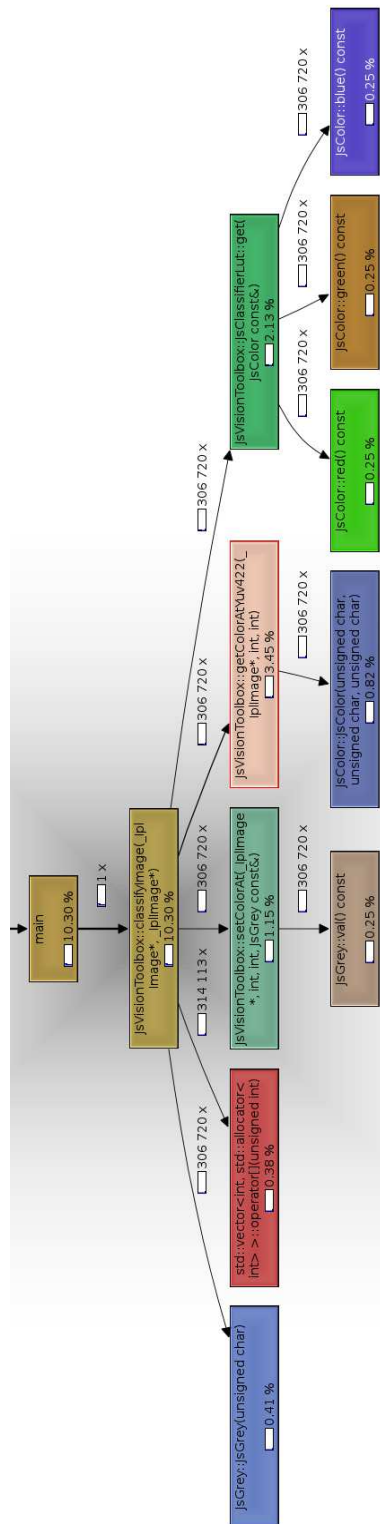 main
10.30 %
1 x
JsVisionToolbox::classifyImage(_Ipl
Image*, _IplImage*)
10.30 %
306 720 x
314 113 x
306 720 x
306 720 x
306 720 x
JsGrey::JsGrey(unsigned char)
0.41 %
std::vector<int, std::allocator<
int> >::operator[](unsigned int)
0.38 %
JsVisionToolbox::setColorAt(_IplImage
*, int, int, JsGrey const&)
1.15 %
JsVisionToolbox::getColorAtYuv422(_
IplImage*, int, int)
3.45 %
JsVisionToolbox::JsClassifierLut::get(
JsColor const&)
2.13 %
306 720 x
306 720 x
306 720 x
306 720 x
306 720 x
JsGrey::val() const
0.25 %
JsColor::JsColor(unsigned char,
unsigned char, unsigned char)
0.82 %
JsColor::red() const
0.25 %
JsColor::green() const
0.25 %
JsColor::blue() const
0.25 %